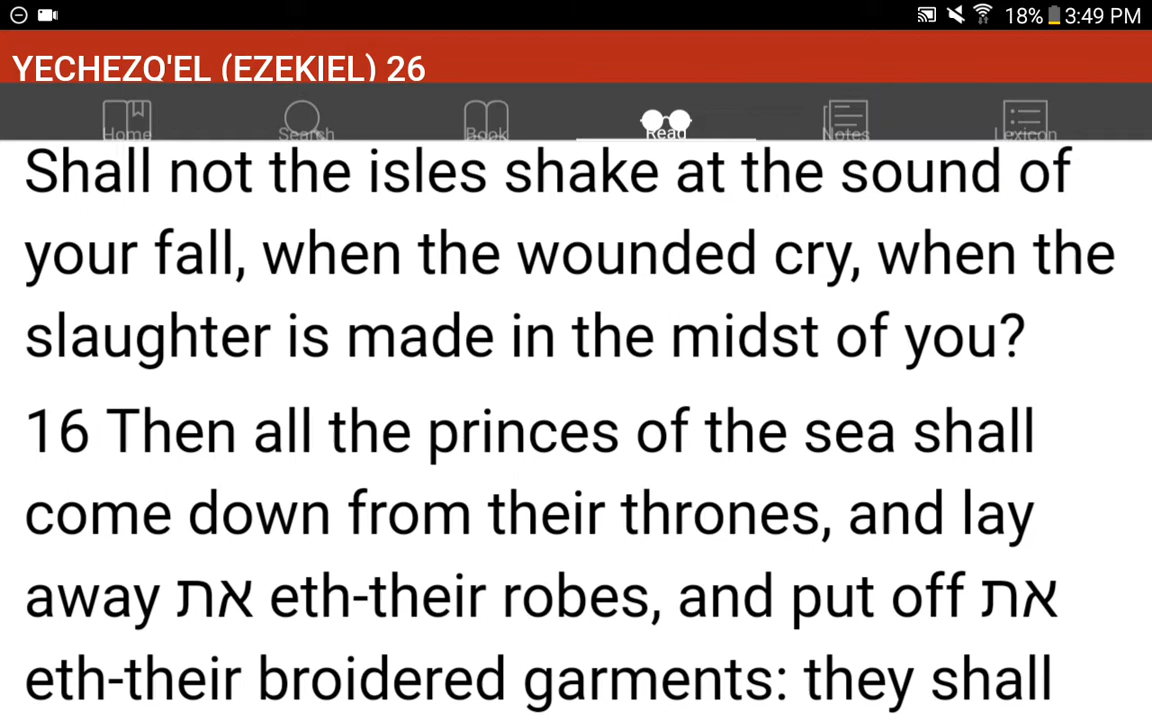 18% 3:49 PM
YECHEZQ'EL (EZEKIEL) 26
Home Search Book Read Notes Lexicon
Shall not the isles shake at the sound of
your fall, when the wounded cry, when the
slaughter is made in the midst of you?
16 Then all the princes of the sea shall
come down from their thrones, and lay
away את eth-their robes, and put off את
eth-their broidered garments: they shall